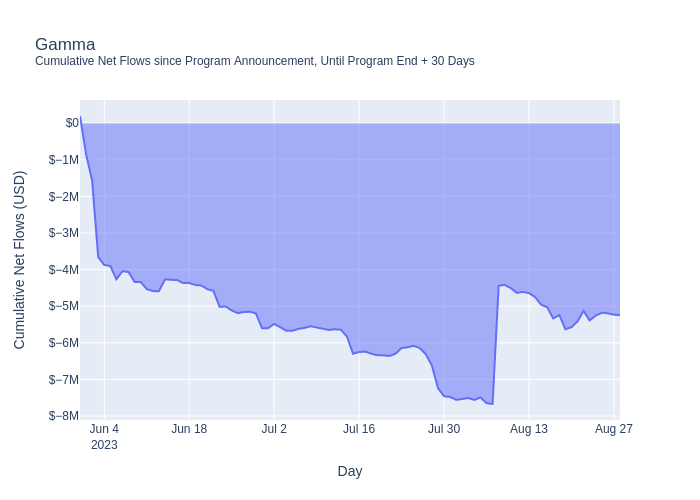 Gamma
Cumulative Net Flows since Program Announcement, Until Program End + 30 Days
Cumulative Net Flows (USD)
$0
$−1M
$−2M
$−3M
$−4M
$−5M
$−6M
$−7M
$−8M
Jun 4 Jun 18 Jul 2 Jul 16 Jul 30 Aug 13 Aug 27
2023
Day